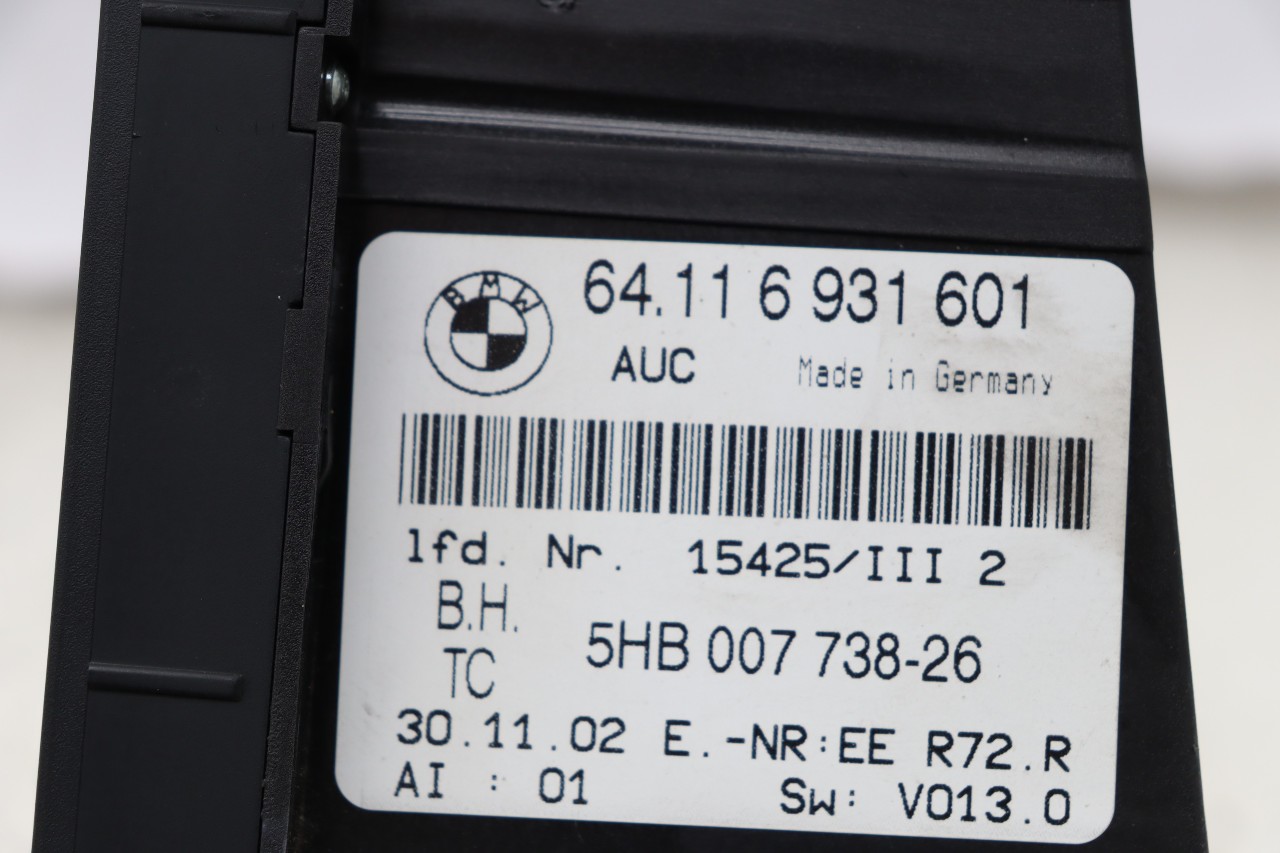 BMW
64.11 6 931 601
AUC Made in Germany
lfd. Nr. 15425/III 2
B.H.
TC
5HB 007 738-26
30.11.02 E.-NR:EE R72.R
AI : 01 Sw: V013.0